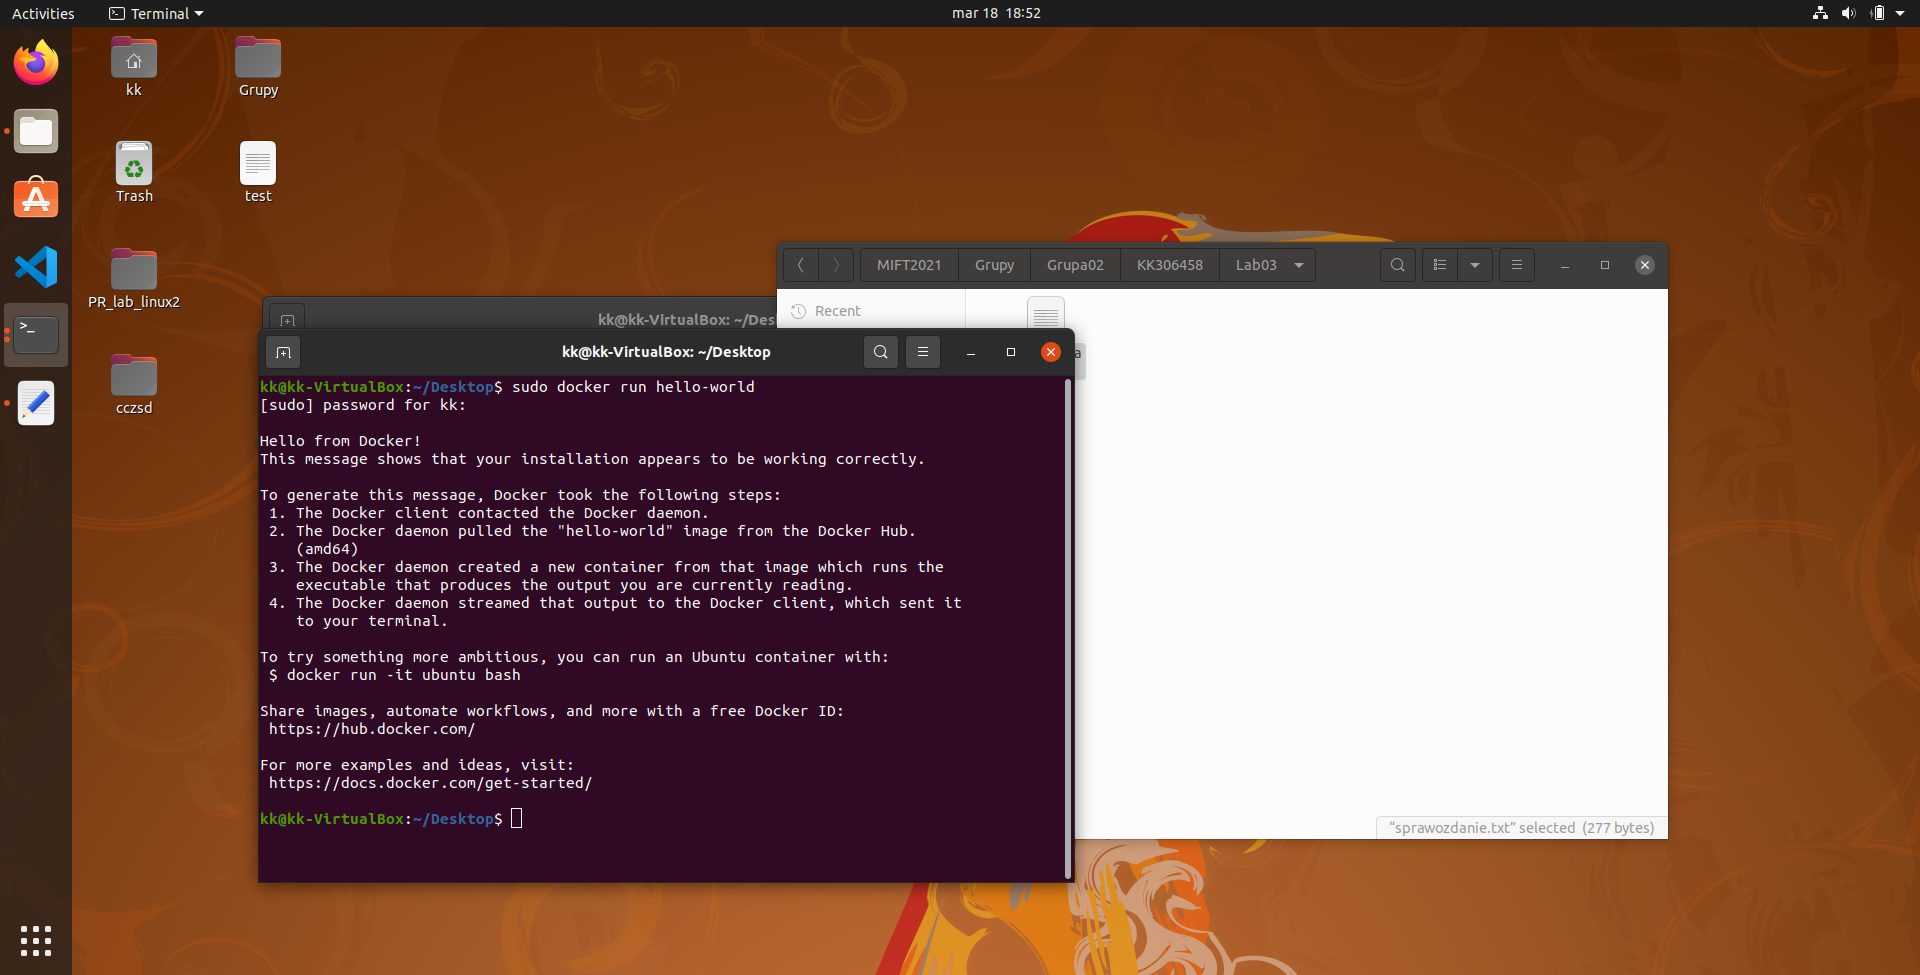 Activities
Terminal
mar 18 18:52
kk
Grupy
Trash
test
PR_lab_linux2
cczsd
MIFT2021
Grupy
Grupa02
KK306458
Lab03
Recent
kk@kk-VirtualBox: ~/Des
a
kk@kk-VirtualBox: ~/Desktop
kk@kk-VirtualBox:~/Desktop$ sudo docker run hello-world
[sudo] password for kk:
Hello from Docker!
This message shows that your installation appears to be working correctly.
To generate this message, Docker took the following steps:
1. The Docker client contacted the Docker daemon.
2. The Docker daemon pulled the "hello-world" image from the Docker Hub.
(amd64)
3. The Docker daemon created a new container from that image which runs the
executable that produces the output you are currently reading.
4. The Docker daemon streamed that output to the Docker client, which sent it
to your terminal.
To try something more ambitious, you can run an Ubuntu container with:
$ docker run -it ubuntu bash
Share images, automate workflows, and more with a free Docker ID:
https://hub.docker.com/
For more examples and ideas, visit:
https://docs.docker.com/get-started/
kk@kk-VirtualBox:~/Desktop$
“sprawozdanie.txt” selected (277 bytes)